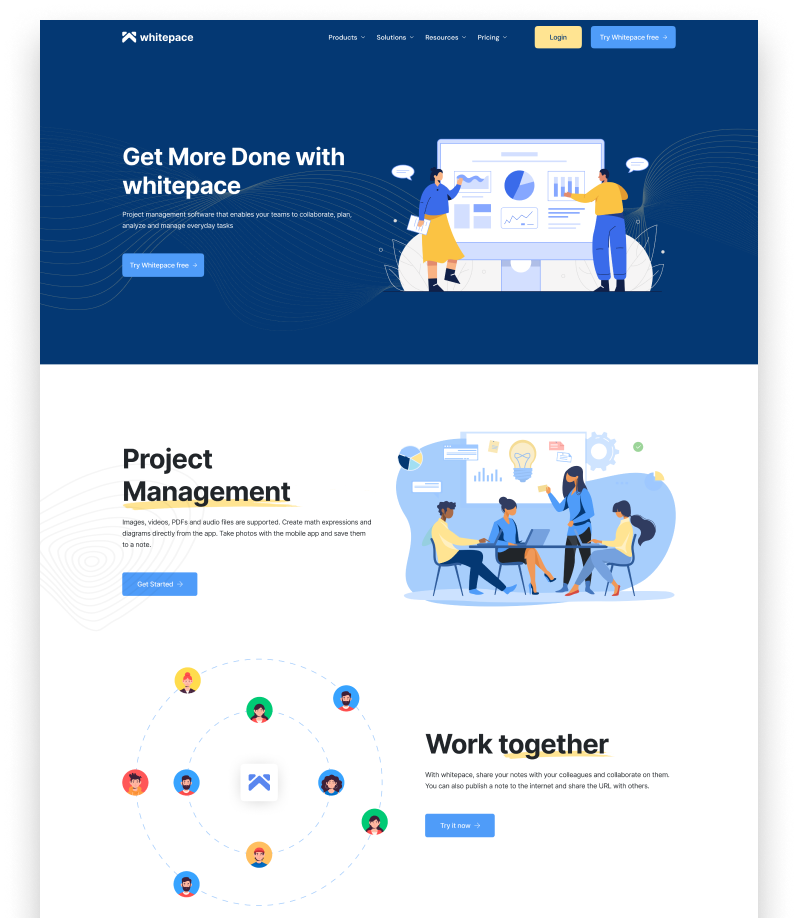 whitepace
Products
Solutions
Resources
Pricing
Login
Try Whitepace free
Get More Done with
whitepace
Project management software that enables your teams to collaborate, plan,
analyze and manage everyday tasks
Try Whitepace free
Project
Management
Images, videos, PDFs and audio files are supported. Create math expressions and
diagrams directly from the app. Take photos with the mobile app and save them
to a note.
Get Started
Work together
With whitepace, share your notes with your colleagues and collaborate on them.
You can also publish a note to the internet and share the URL with others.
Try it now